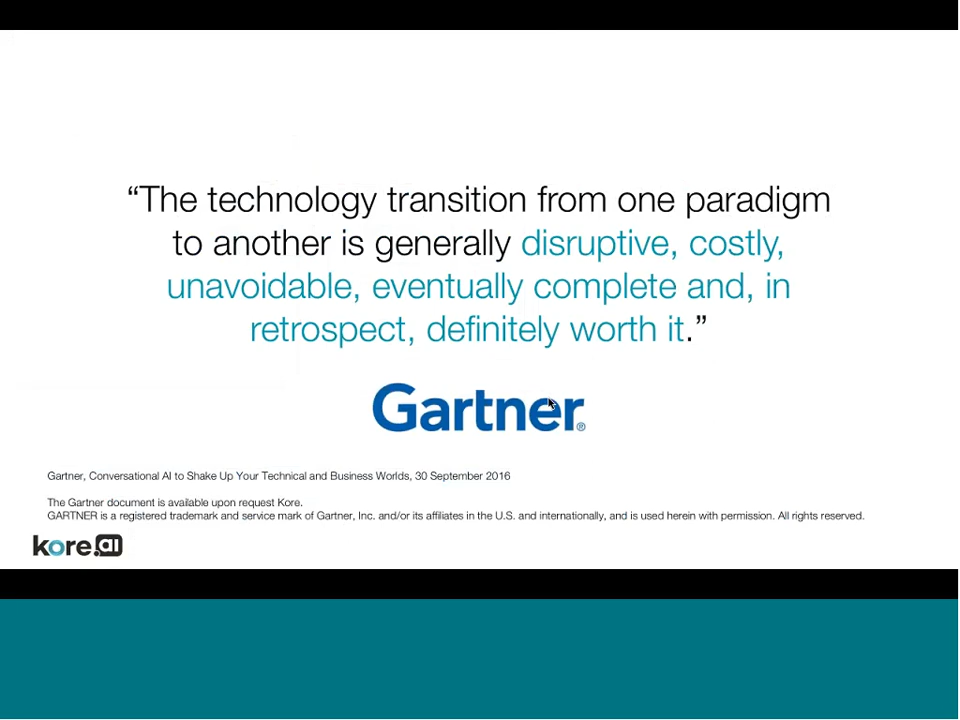 “The technology transition from one paradigm
to another is generally disruptive, costly,
unavoidable, eventually complete and, in
retrospect, definitely worth it.”
Gartner®
Gartner, Conversational AI to Shake Up Your Technical and Business Worlds, 30 September 2016
The Gartner document is available upon request Kore.
GARTNER is a registered trademark and service mark of Gartner, Inc. and/or its affiliates in the U.S. and internationally, and is used herein with permission. All rights reserved.
kore.ai